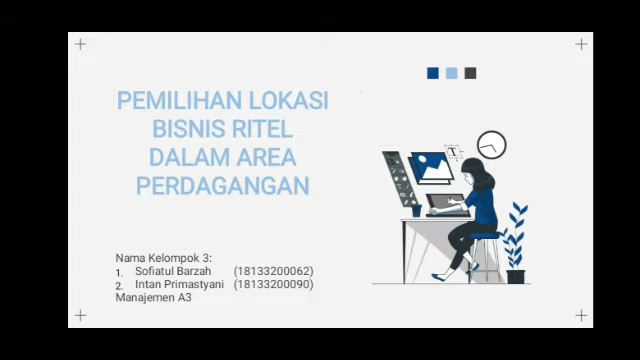 PEMILIHAN LOKASI
BISNIS RITEL
DALAM AREA
PERDAGANGAN
T
Nama Kelompok 3:
1. Sofiatul Barzah (18133200062)
2. Intan Primastyani (18133200090)
Manajemen A3